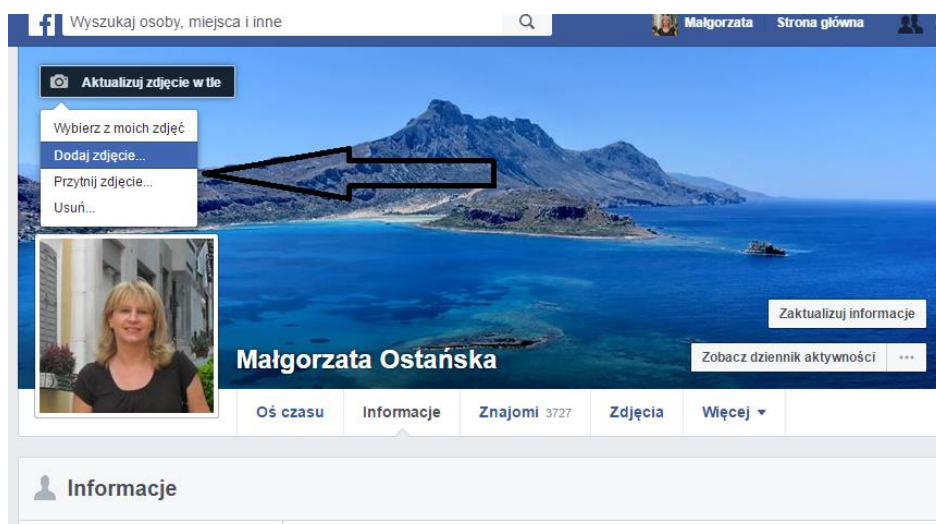 f Wyszukaj osoby, miejsca i inne Małgorzata Strona główna
Aktualizuj zdjęcie w tle
Wybierz z moich zdjęć
Dodaj zdjęcie...
Przytnij zdjęcie...
Usuń...
Zaktualizuj informacje
Małgorzata Ostańska
Zobacz dziennik aktywności ...
Oś czasu Informacje Znajomi 3727 Zdjęcia Więcej
Informacje